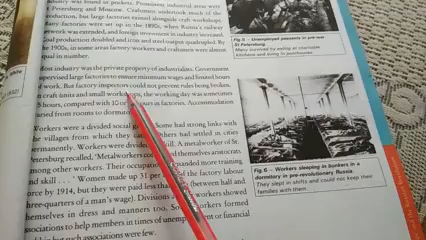 industry was found in pockets. Prominent industrial areas were
Petersburg and Moscow. Craftsmen undertook much of the
production, but large factories existed alongside craft workshops.
Many factories were set up in the 1890s, when Russia's railway
network was extended, and foreign investment in industry increased.
Coal production doubled and iron and steel output quadrupled. By
the 1900s, in some areas factory workers and craftsmen were almost
equal in number.
Most industry was the private property of industrialists. Government
supervised large factories to ensure minimum wages and limited hours
of work. But factory inspectors could not prevent rules being broken.
In craft units and small workshops, the working day was sometimes
15 hours, compared with 10 or 12 hours in factories. Accommodation
varied from rooms to dormitories.
Workers were a divided social group. Some had strong links with
the villages from which they came. Others had settled in cities
permanently. Workers were divided by skill. A metalworker of St.
Petersburg recalled, 'Metalworkers considered themselves aristocrats
among other workers. Their occupations demanded more training
and skill . . .' Women made up 31 per cent of the factory labour
force by 1914, but they were paid less than men (between half and
three-quarters of a man's wage). Divisions among workers showed
themselves in dress and manners too. Some workers formed
associations to help members in times of unemployment or financial
hardship but such associations were few.
Fig.5 – Unemployed peasants in pre-war
St Petersburg.
Many survived by eating at charitable
kitchens and living in poorhouses.
Fig.6 – Workers sleeping in bunkers in a
dormitory in pre-revolutionary Russia.
They slept in shifts and could not keep their
families with them.